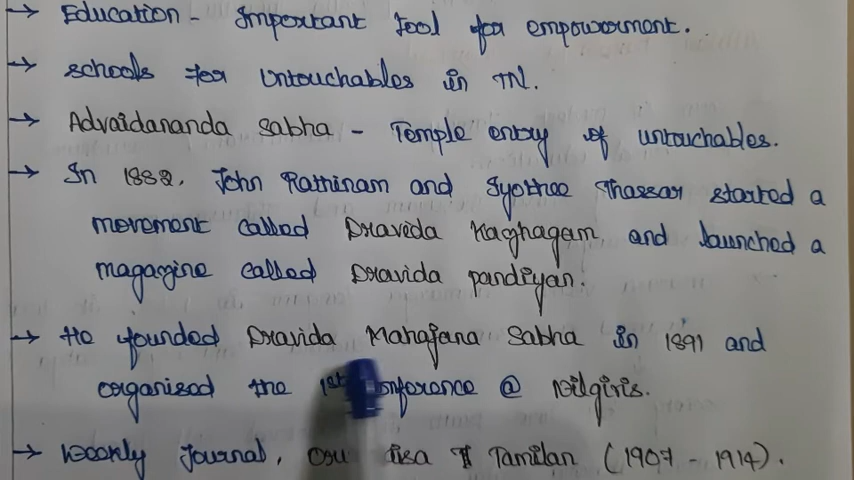 → Education - Important tool for empowerment.
→ schools for Untouchables in TN.
→ Advaidananda Sabha - Temple entry of untouchables.
→ In 1882, John Rathinam and Iyothee Thassar started a
movement called Dravida Kazhagam and launched a
magazine called Dravida pandiyan.
→ He founded Dravida Mahajana Sabha in 1891 and
organised the 1st conference @ Nilgiris.
→ Weekly Journal, Oru Tamilan (1907 - 1914).